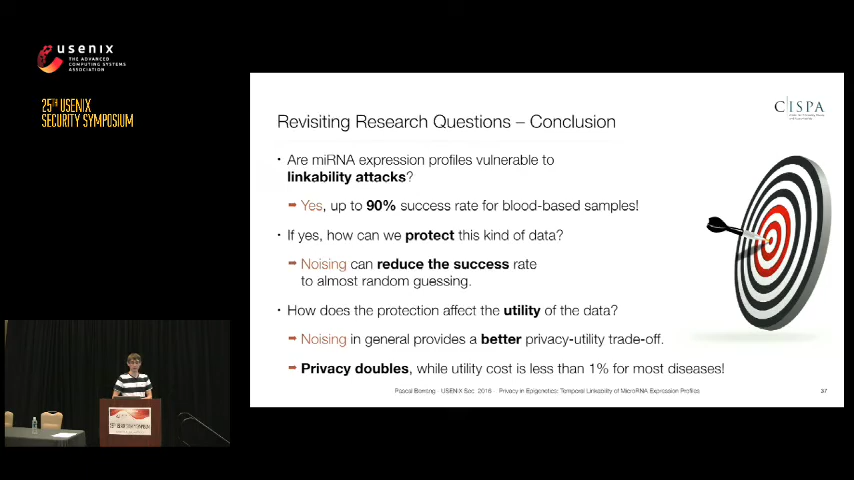 usenix
THE ADVANCED
COMPUTING SYSTEMS
ASSOCIATION
25TH USENIX
SECURITY SYMPOSIUM
CISPA
Revisiting Research Questions – Conclusion
• Are miRNA expression profiles vulnerable to
linkability attacks?
➡ Yes, up to 90% success rate for blood-based samples!
• If yes, how can we protect this kind of data?
➡ Noising can reduce the success rate
to almost random guessing.
• How does the protection affect the utility of the data?
➡ Noising in general provides a better privacy-utility trade-off.
➡ Privacy doubles, while utility cost is less than 1% for most diseases!
Pascal Berrang - USENIX Sec. 2016 - Privacy in Epigenetics: Temporal Linkability of MicroRNA Expression Profiles
37
25TH USENIX SECURITY SYMPOSIUM